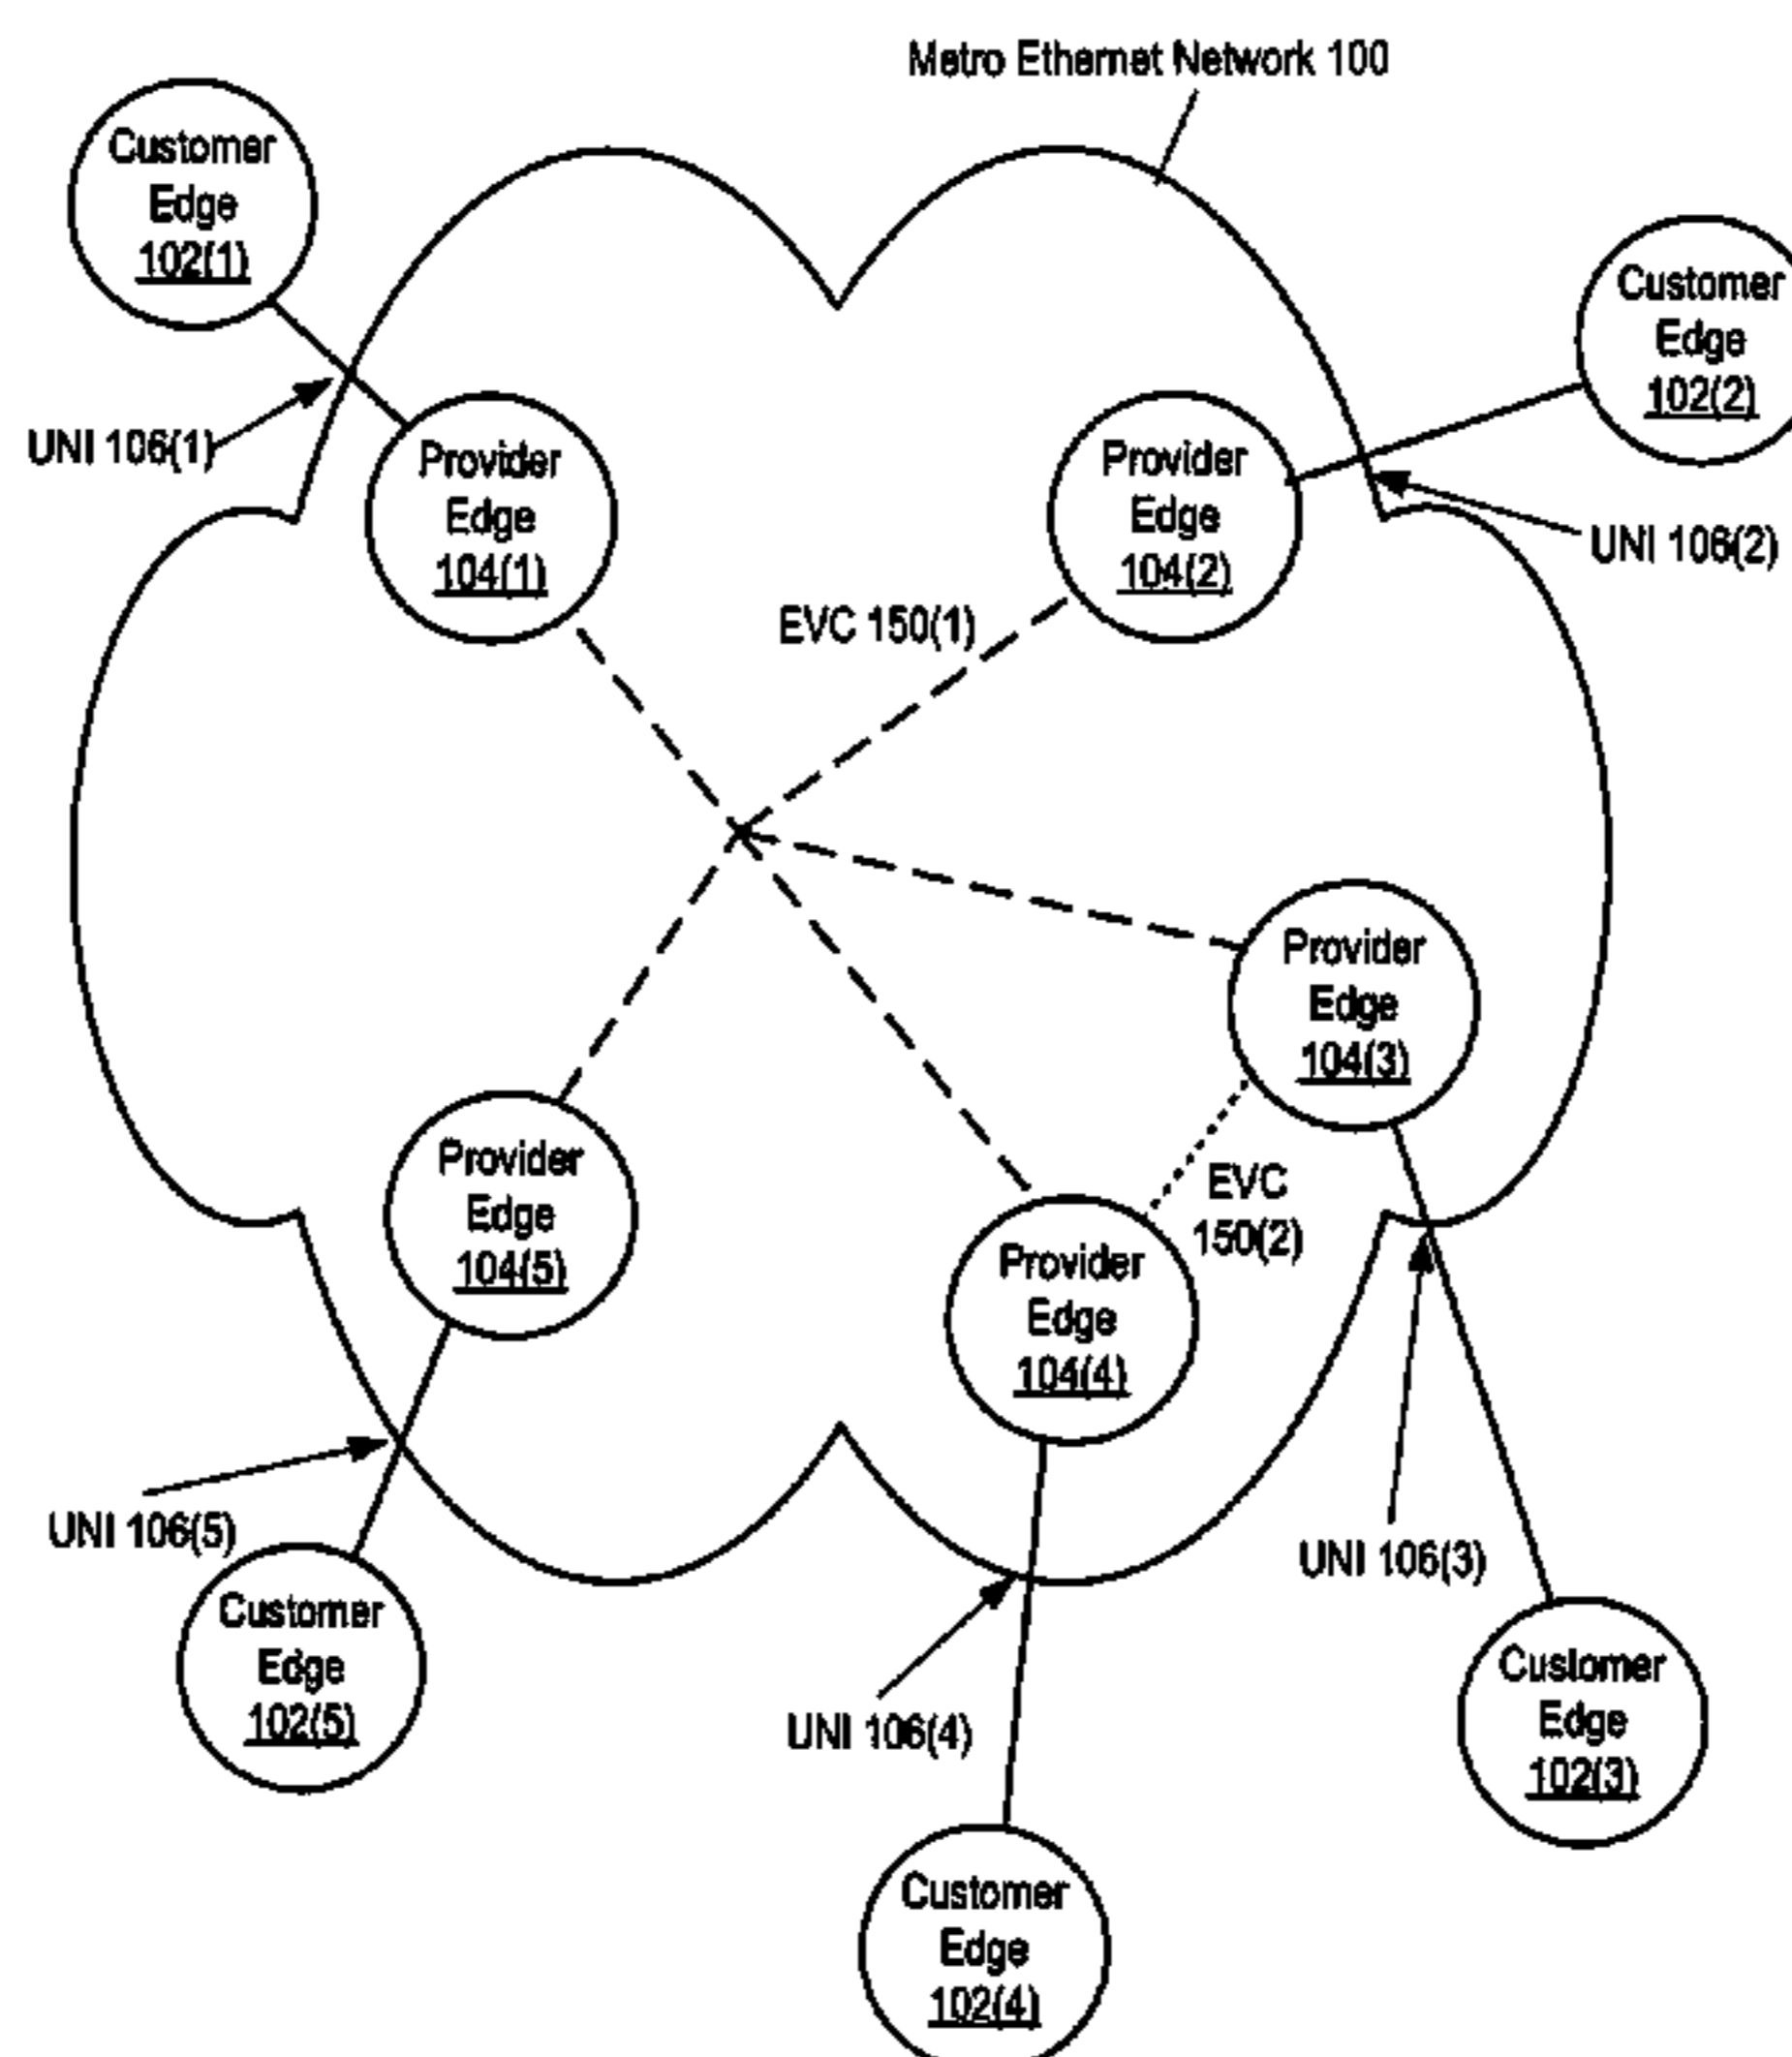 Metro Ethernet Network 100
Customer
Edge
102(1)
Customer
Edge
102(2)
UNI 106(1)
Provider
Edge
104(1)
Provider
Edge
104(2)
UNI 106(2)
EVC 150(1)
Provider
Edge
104(3)
Provider
Edge
104(5)
EVC
150(2)
Provider
Edge
104(4)
UNI 106(5)
UNI 106(3)
Customer
Edge
102(5)
UNI 106(4)
Customer
Edge
102(3)
Customer
Edge
102(4)